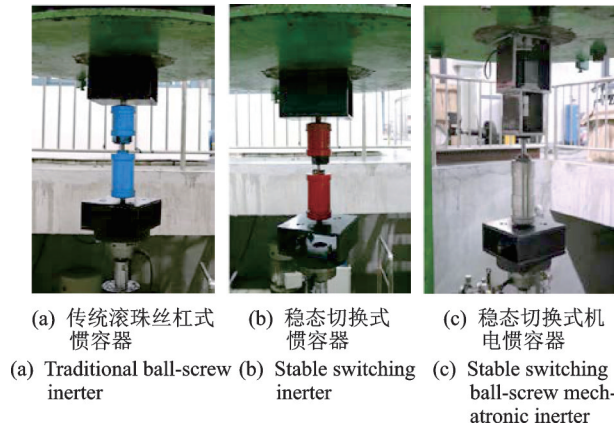 (a) 传统滚珠丝杠式
惯容器
(b) 稳态切换式
惯容器
(c) 稳态切换式机
电惯容器
(a) Traditional ball-screw
inerter
(b) Stable switching
inerter
(c) Stable switching
ball-screw mech-
atronic inerter